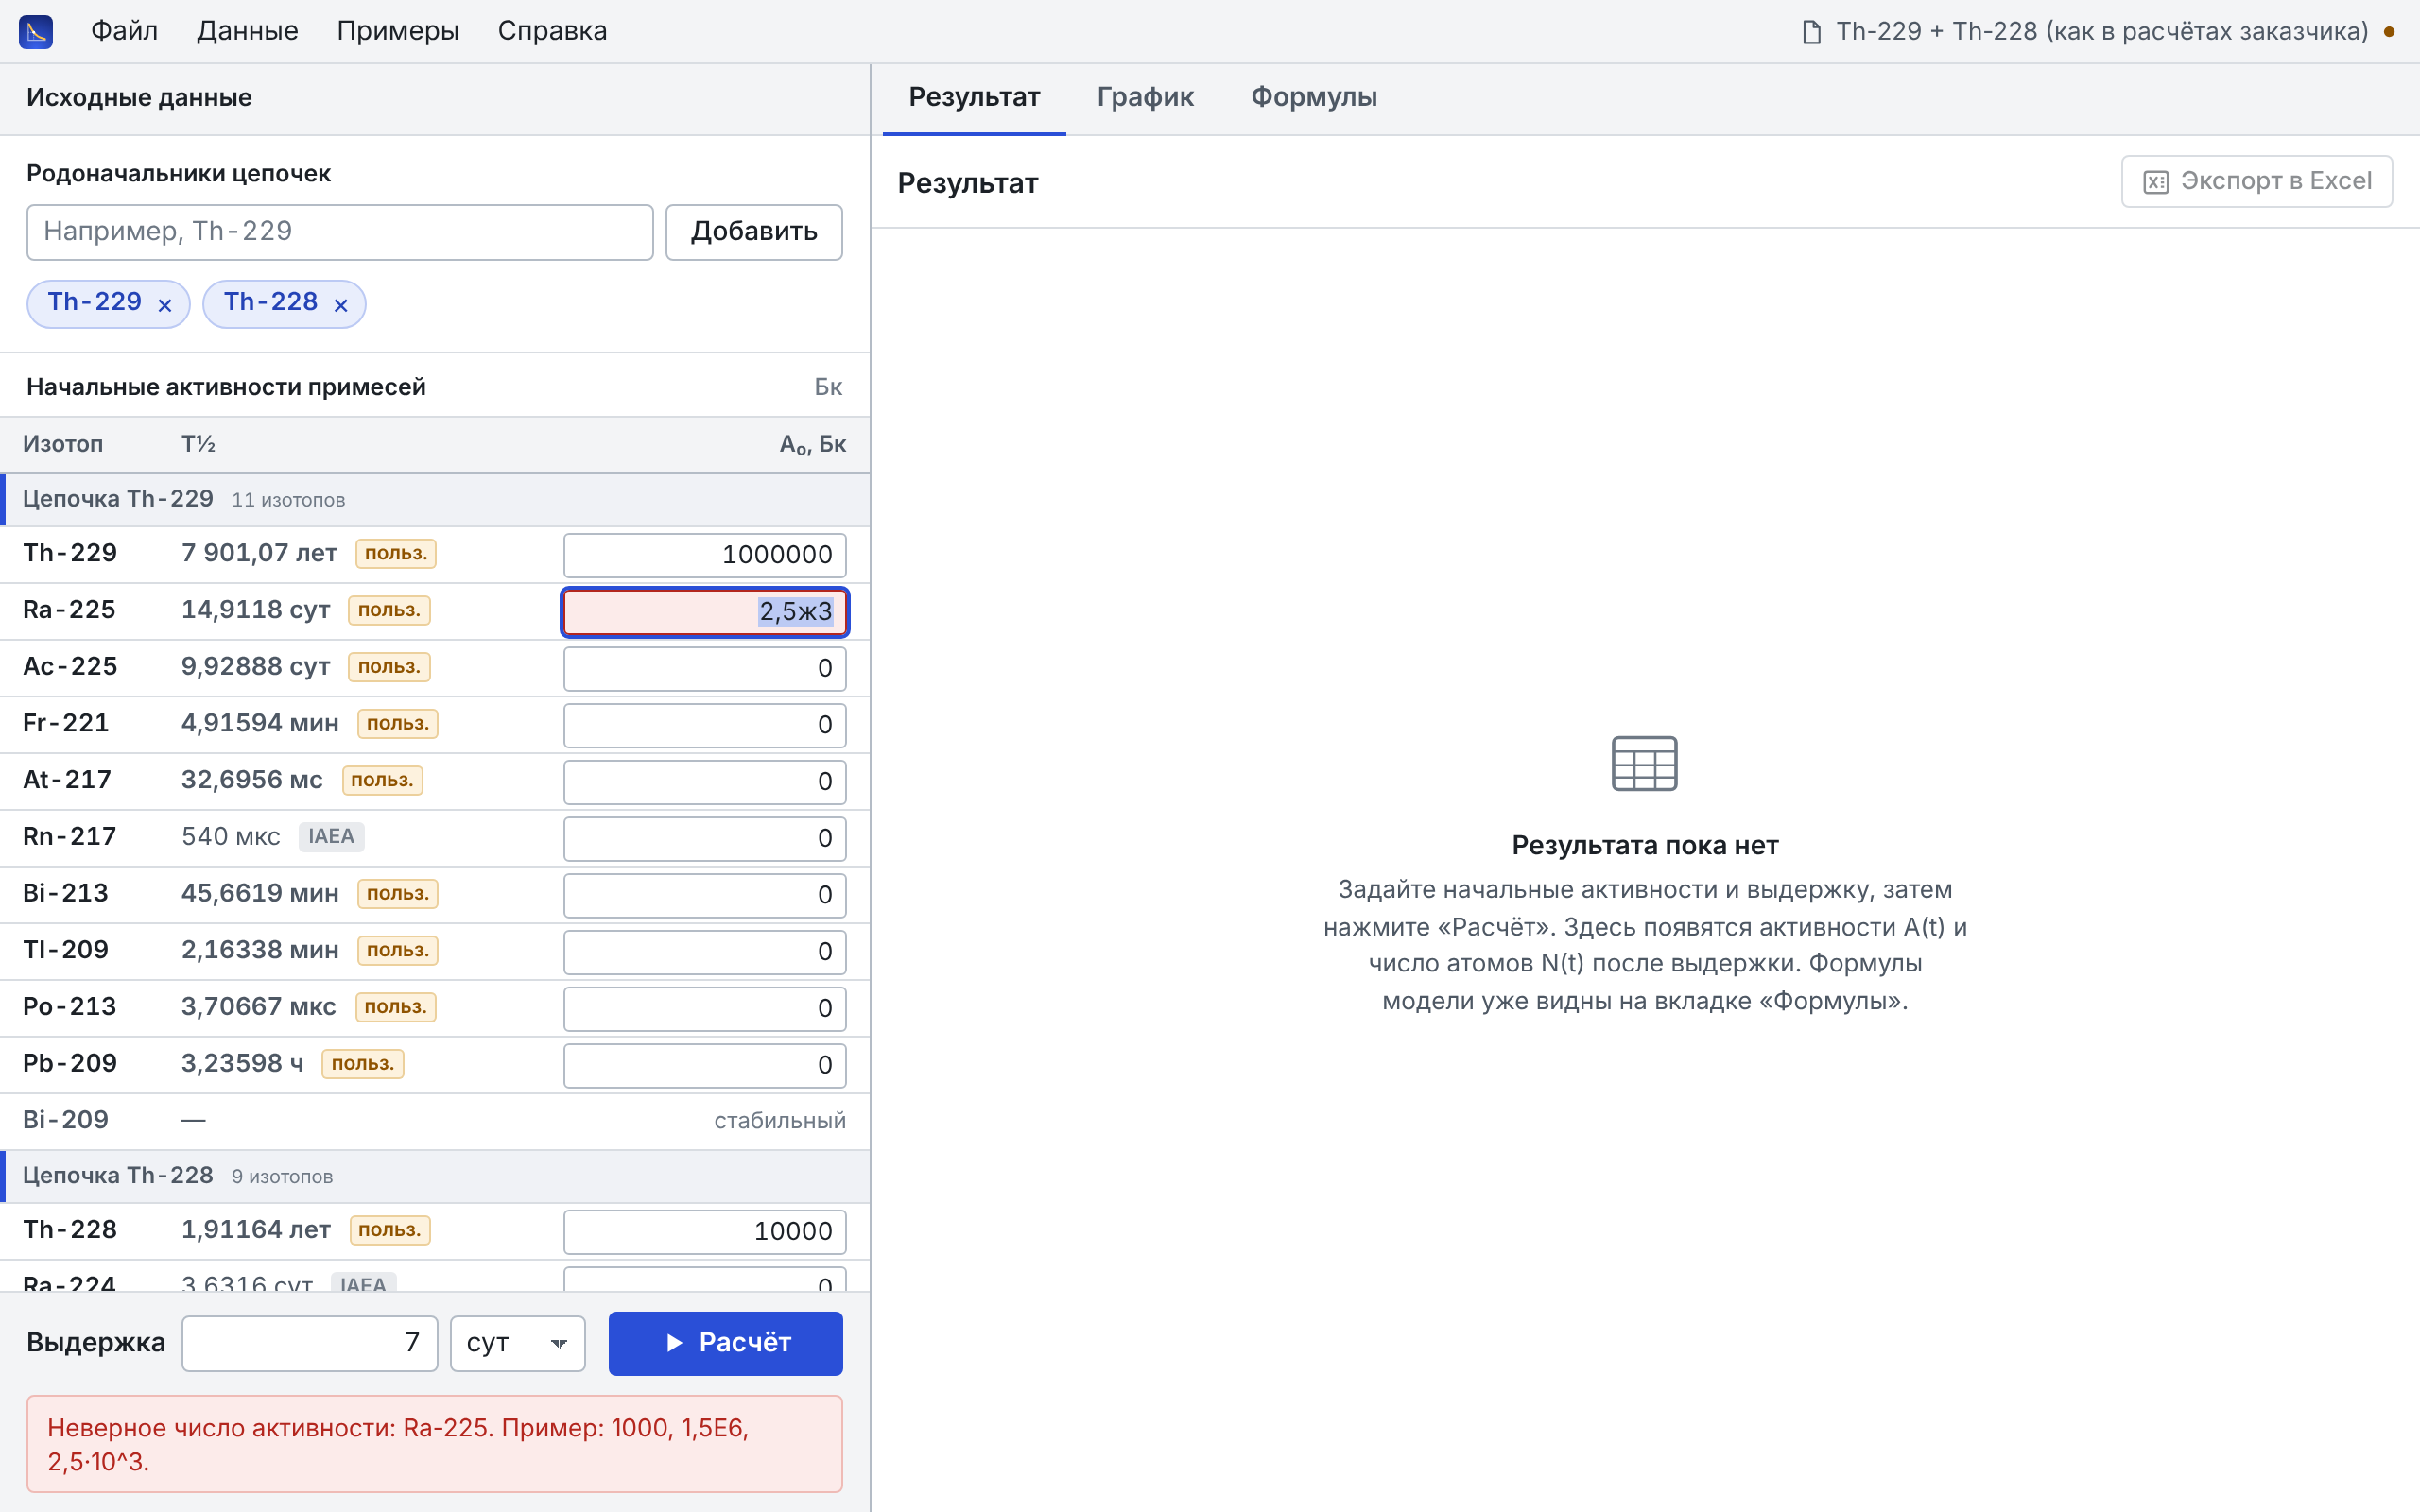 Файл Данные Примеры Справка
Th-229 + Th-228 (как в расчётах заказчика)
Исходные данные
Результат График Формулы
Родоначальники цепочек
Например, Th-229
Добавить
Th-229 × Th-228 ×
Результат
Экспорт в Excel
Начальные активности примесей Бк
Изотоп T½ A₀, Бк
Цепочка Th-229 11 изотопов
Th-229 7 901,07 лет польз. 1000000
Ra-225 14,9118 сут польз. 2,5ж3
Ac-225 9,92888 сут польз. 0
Fr-221 4,91594 мин польз. 0
At-217 32,6956 мс польз. 0
Rn-217 540 мкс IAEA 0
Bi-213 45,6619 мин польз. 0
Tl-209 2,16338 мин польз. 0
Po-213 3,70667 мкс польз. 0
Pb-209 3,23598 ч польз. 0
Bi-209 — стабильный
Цепочка Th-228 9 изотопов
Th-228 1,91164 лет польз. 10000
Ra-224 3,6316 сут IAEA 0
Выдержка 7 сут Расчёт
Неверное число активности: Ra-225. Пример: 1000, 1,5E6,
2,5·10^3.
Результата пока нет
Задайте начальные активности и выдержку, затем
нажмите «Расчёт». Здесь появятся активности A(t) и
число атомов N(t) после выдержки. Формулы
модели уже видны на вкладке «Формулы».